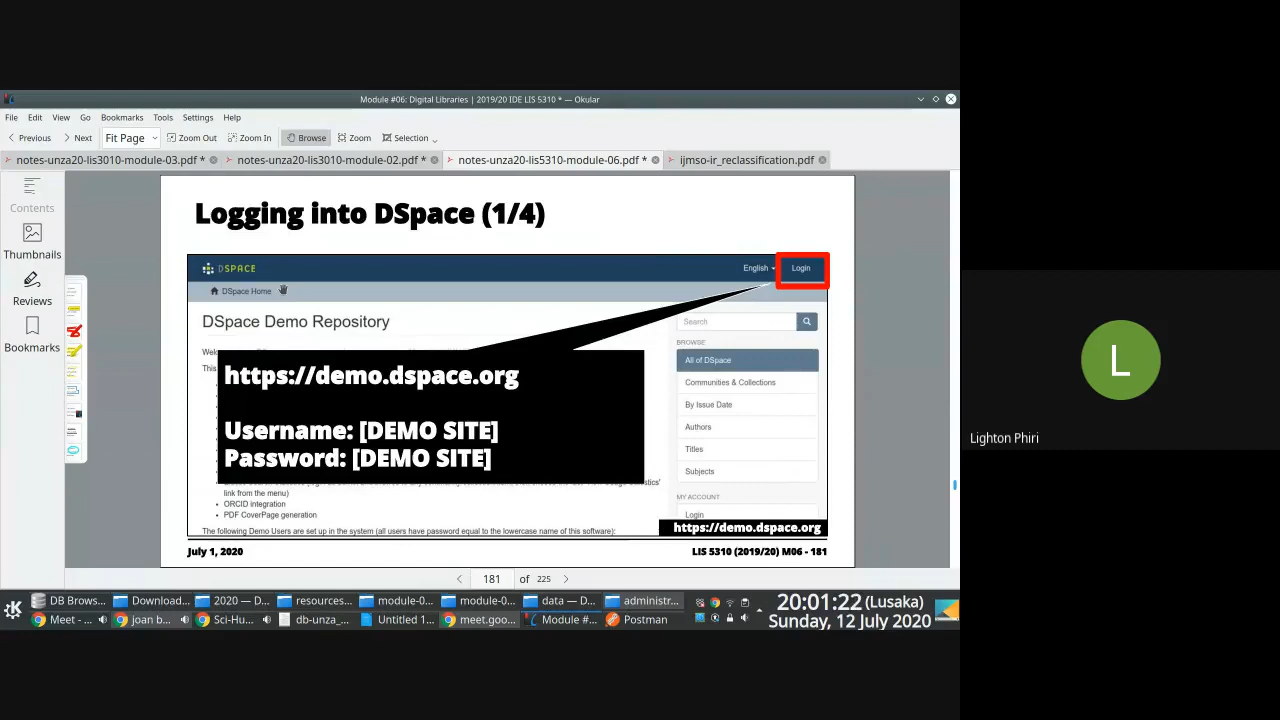 Module #06: Digital Libraries | 2019/20 IDE LIS 5310 * — Okular
File Edit View Go Bookmarks Tools Settings Help
Previous Next Fit Page Zoom Out Zoom In Browse Zoom Selection
notes-unza20-lis3010-module-03.pdf * notes-unza20-lis3010-module-02.pdf * notes-unza20-lis5310-module-06.pdf * ijmso-ir_reclassification.pdf
Contents
Thumbnails
Reviews
Bookmarks
Logging into DSpace (1/4)
DSPACE English Login
DSpace Home
DSpace Demo Repository
Search
BROWSE
All of DSpace
Communities & Collections
By Issue Date
Authors
Titles
Subjects
MY ACCOUNT
Login
https://demo.dspace.org
Username: [DEMO SITE]
Password: [DEMO SITE]
link from the menu)
ORCID integration
PDF CoverPage generation
The following Demo Users are set up in the system (all users have password equal to the lowercase name of this software):
https://demo.dspace.org
July 1, 2020 LIS 5310 (2019/20) M06 - 181
181 of 225
DB Brows... Download... 2020 — D... resources... module-0... module-0... data — D... administr...
Meet - ... joan b... Sci-Hu... db-unza_... Untitled 1... meet.goo... Module #... Postman
20:01:22 (Lusaka)
Sunday, 12 July 2020
L
Lighton Phiri